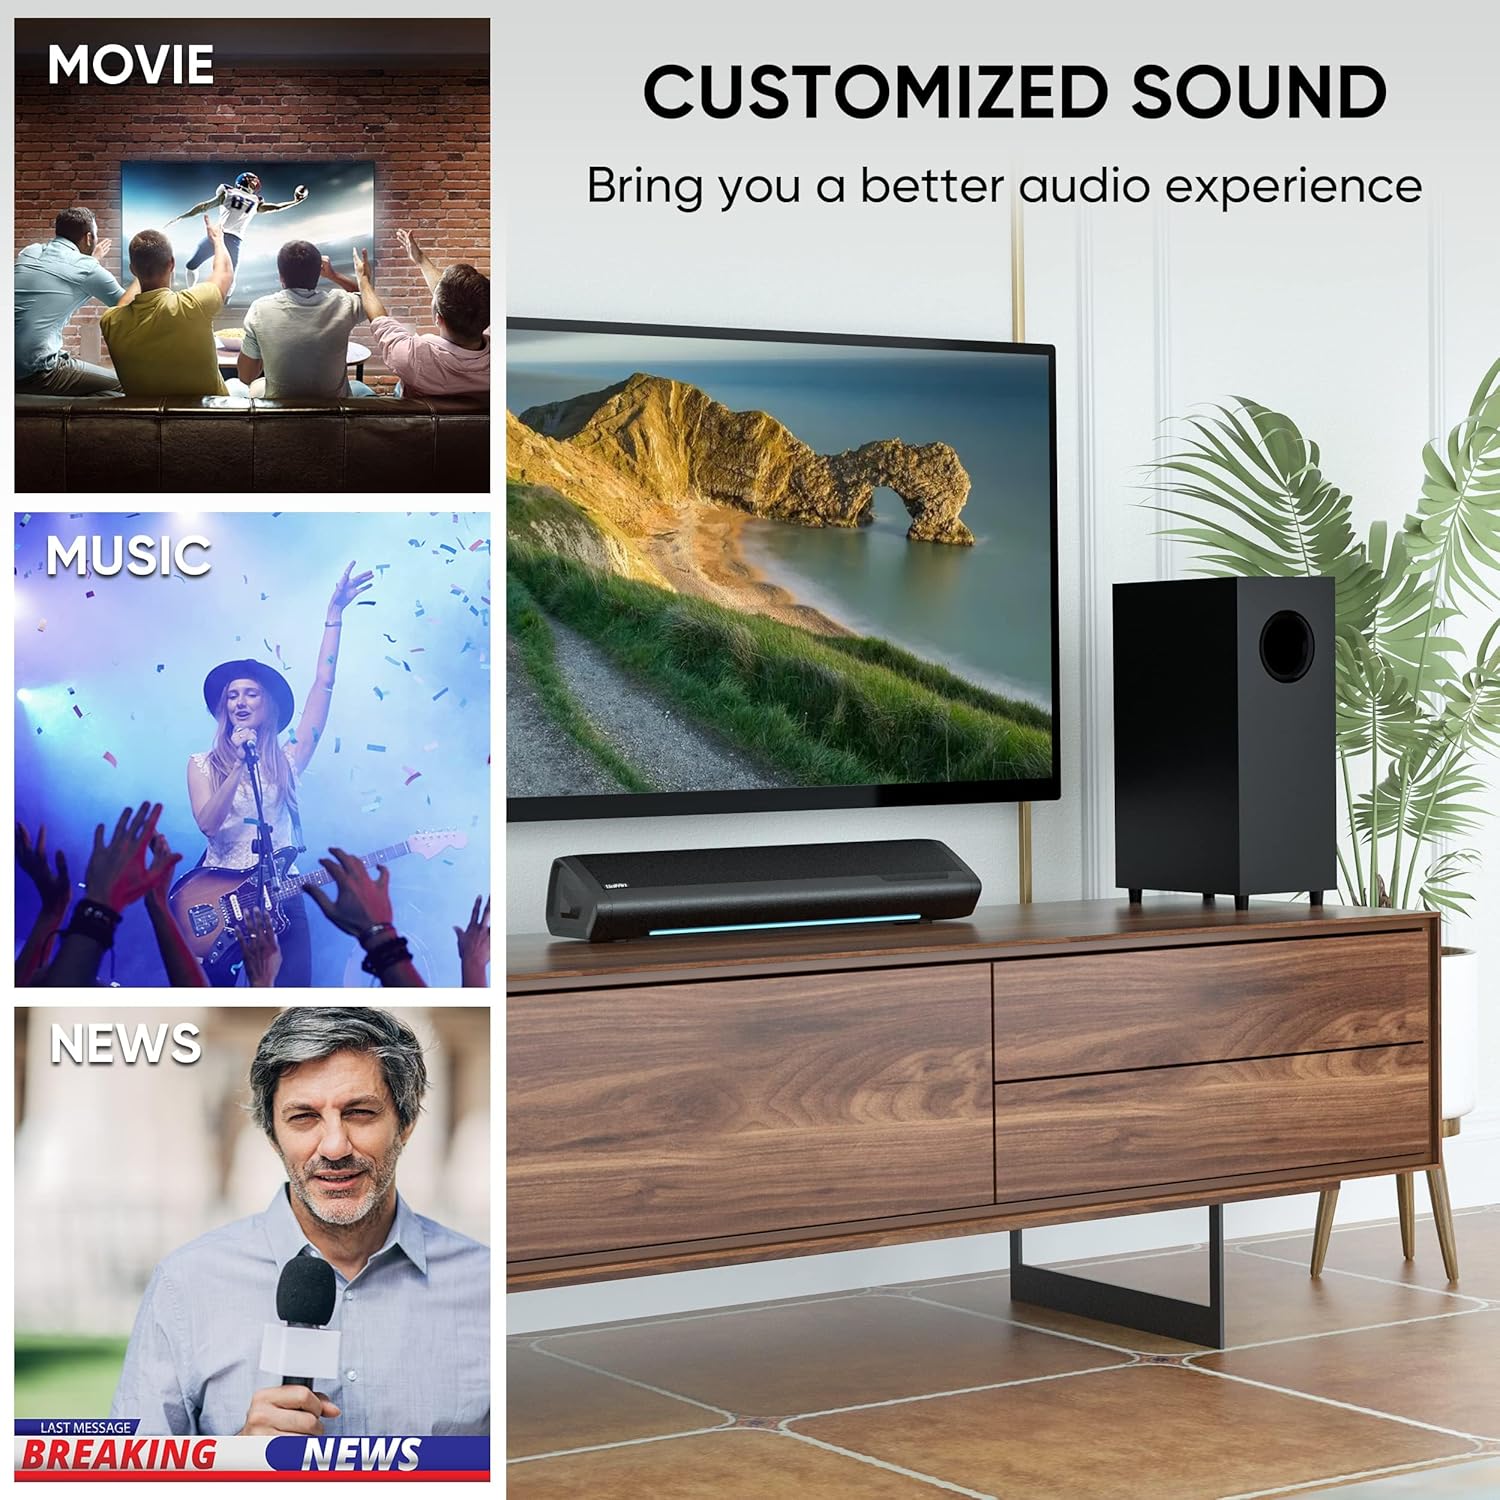 MOVIE
87
CUSTOMIZED SOUND
Bring you a better audio experience
MUSIC
NEWS
LAST MESSAGE
BREAKING NEWS